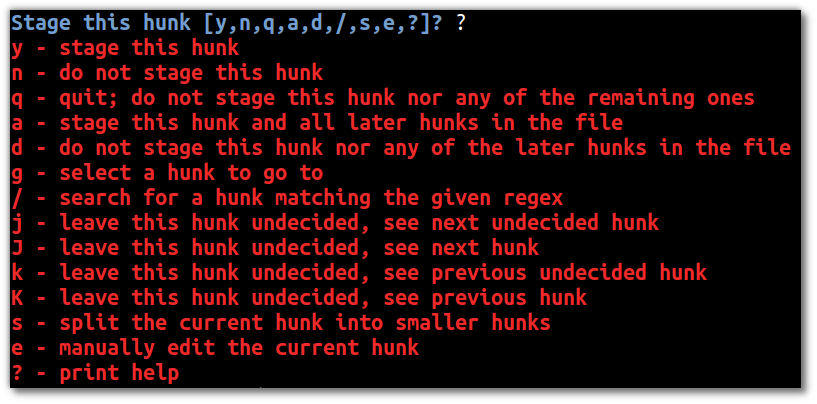 Stage this hunk [y,n,q,a,d,/,s,e,?]? ?
y - stage this hunk
n - do not stage this hunk
q - quit; do not stage this hunk nor any of the remaining ones
a - stage this hunk and all later hunks in the file
d - do not stage this hunk nor any of the later hunks in the file
g - select a hunk to go to
/ - search for a hunk matching the given regex
j - leave this hunk undecided, see next undecided hunk
J - leave this hunk undecided, see next hunk
k - leave this hunk undecided, see previous undecided hunk
K - leave this hunk undecided, see previous hunk
s - split the current hunk into smaller hunks
e - manually edit the current hunk
? - print help